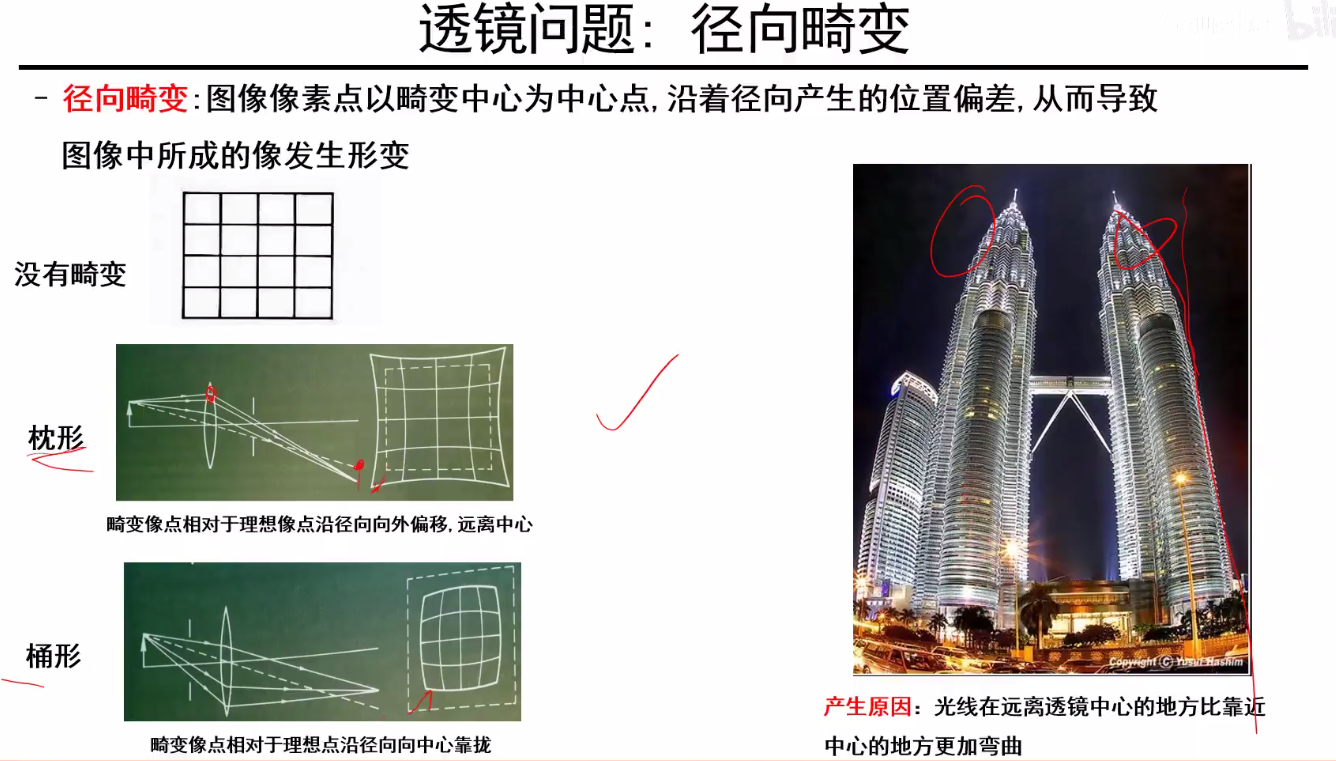 透镜问题：径向畸变
- 径向畸变:图像像素点以畸变中心为中心点,沿着径向产生的位置偏差,从而导致
图像中所成的像发生形变
没有畸变
枕形
畸变像点相对于理想像点沿径向向外偏移,远离中心
桶形
畸变像点相对于理想点沿径向向中心靠拢
Copyright (C) Yusuf Hashim
产生原因：光线在远离透镜中心的地方比靠近
中心的地方更加弯曲